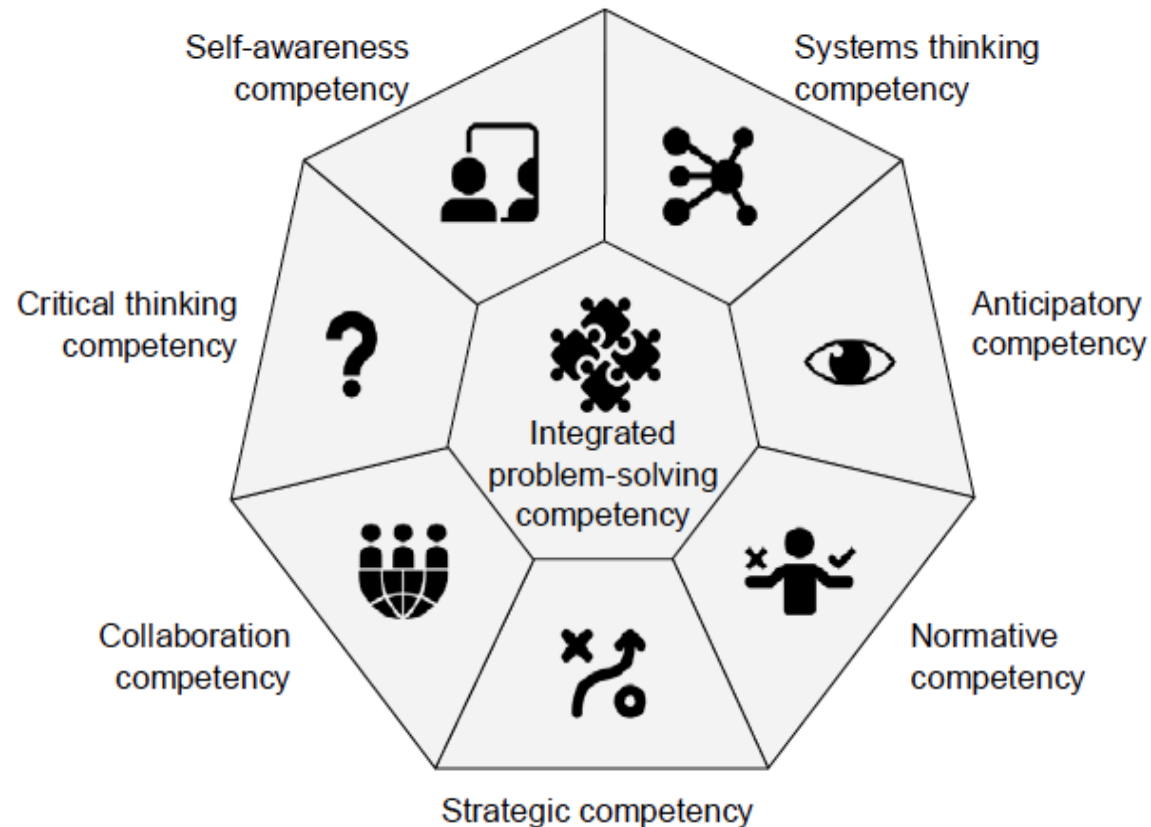 Self-awareness
competency
Systems thinking
competency
Critical thinking
competency
Anticipatory
competency
Integrated
problem-solving
competency
Collaboration
competency
Normative
competency
Strategic competency